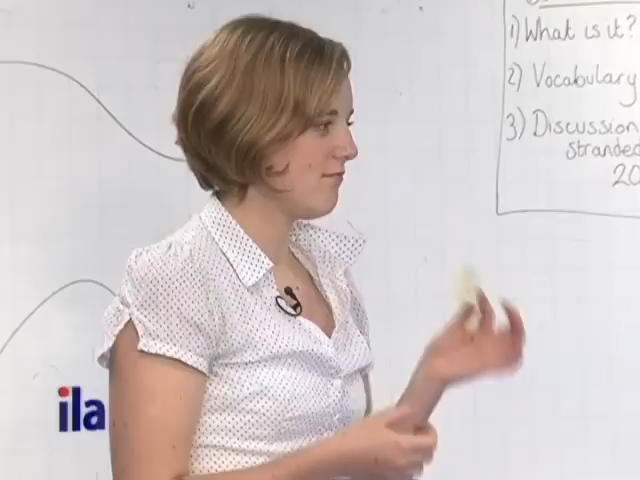 1) What is it?
2) Vocabulary
3) Discussion
stranded
20
ila